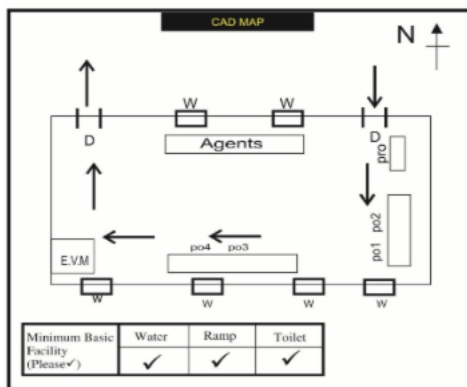 CAD MAP
N
W W
D D
Agents
pro
po1 po2
po4 po3
E.V.M
w w w w
Minimum Basic Water Ramp Toilet
Facility
(Please✓) ✓ ✓ ✓